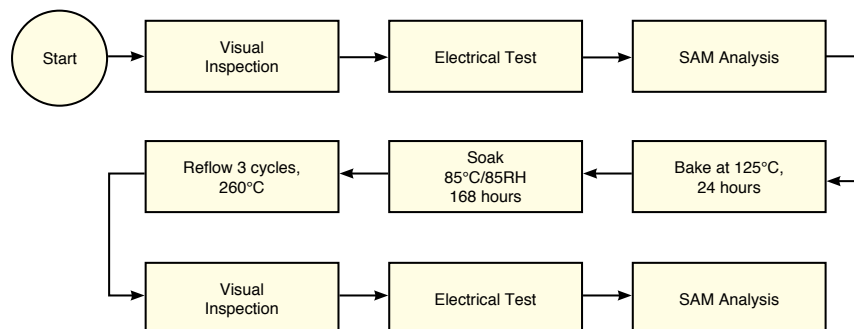 Start
Visual
Inspection
Electrical Test
SAM Analysis
Bake at 125°C,
24 hours
Soak
85°C/85RH
168 hours
Reflow 3 cycles,
260°C
Visual
Inspection
Electrical Test
SAM Analysis